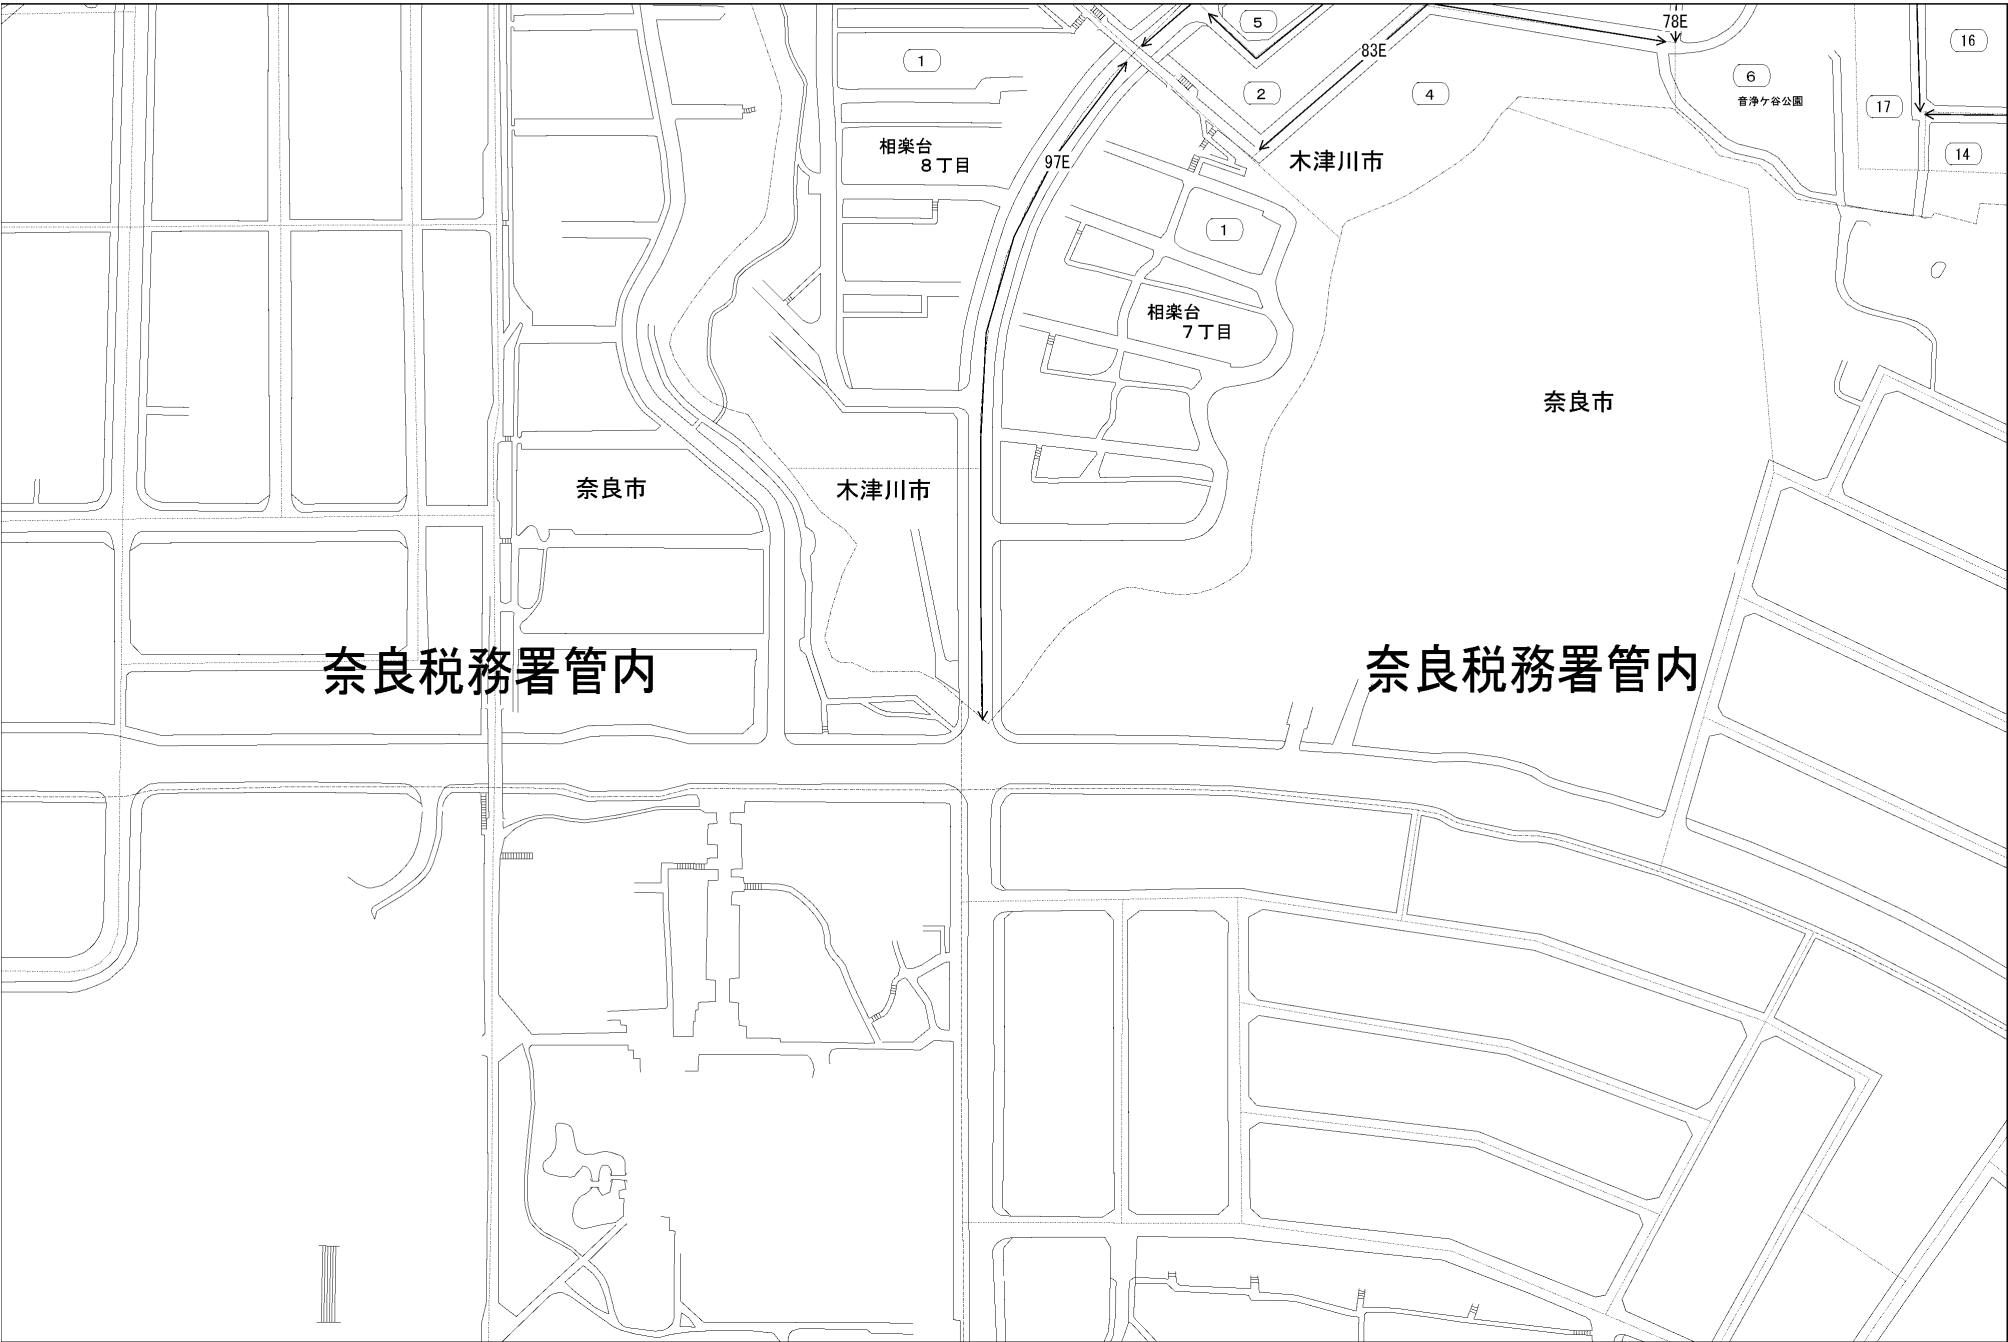 5
78E
16
1
83E
2
4
6
音浄ケ谷公園
17
相楽台
8丁目
97E
木津川市
14
1
相楽台
7丁目
奈良市
奈良市
木津川市
奈良税務署管内
奈良税務署管内